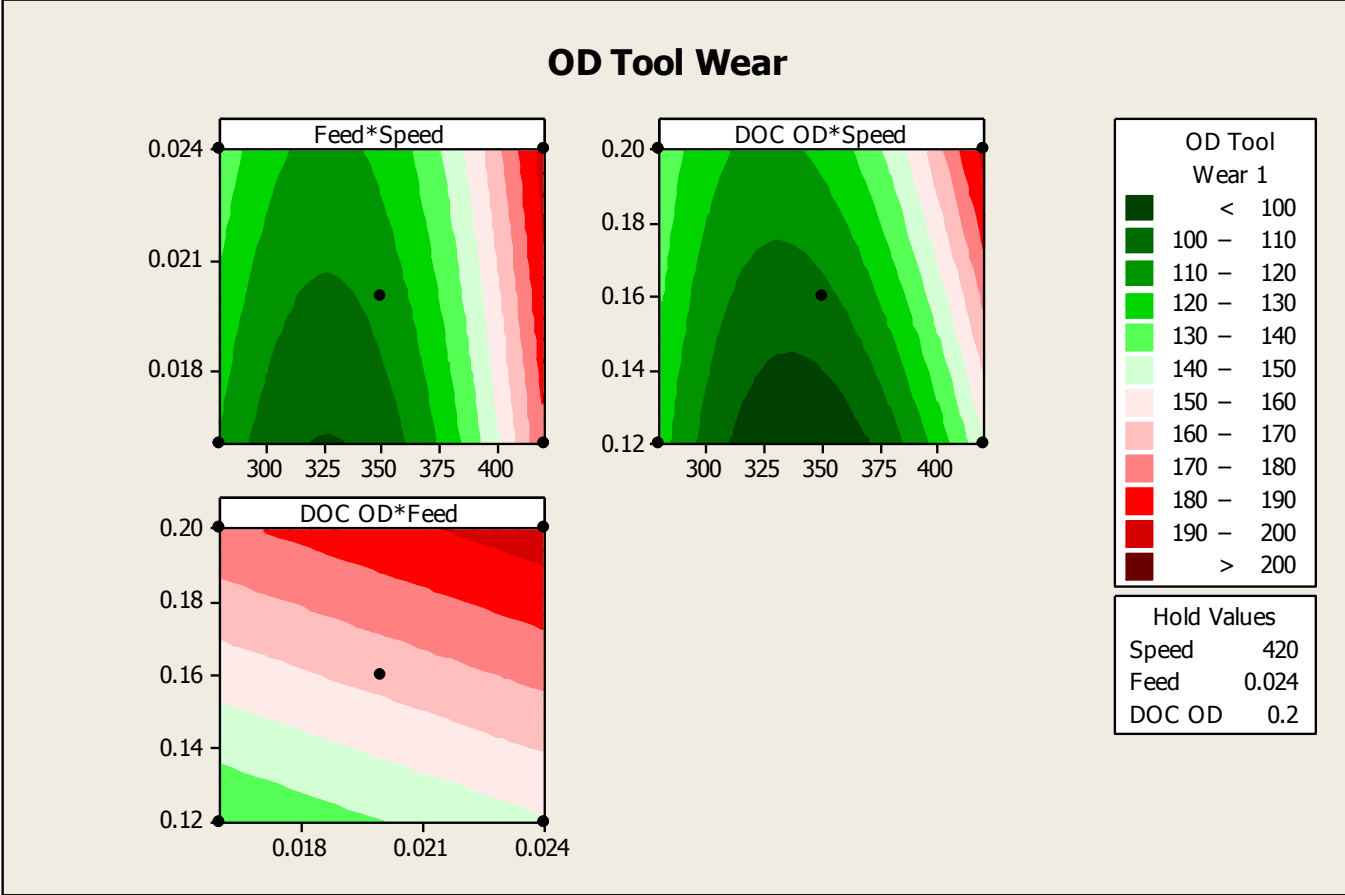 OD Tool Wear
Feed*Speed
0.024
0.021
0.018
300 325 350 375 400
DOC OD*Speed
0.20
0.18
0.16
0.14
0.12
300 325 350 375 400
DOC OD*Feed
0.20
0.18
0.16
0.14
0.12
0.018 0.021 0.024
OD Tool
Wear 1
< 100
100 – 110
110 – 120
120 – 130
130 – 140
140 – 150
150 – 160
160 – 170
170 – 180
180 – 190
190 – 200
> 200
Hold Values
Speed 420
Feed 0.024
DOC OD 0.2